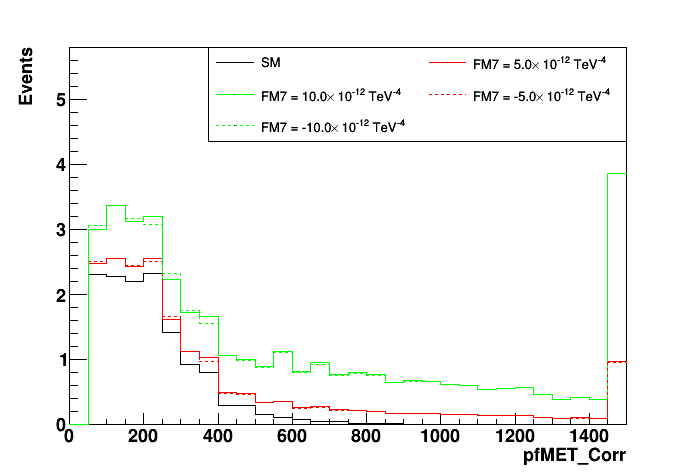 Events
SM
FM7 = 5.0× 10⁻¹² TeV⁻⁴
FM7 = 10.0× 10⁻¹² TeV⁻⁴
FM7 = -5.0× 10⁻¹² TeV⁻⁴
FM7 = -10.0× 10⁻¹² TeV⁻⁴
5
4
3
2
1
0
0 200 400 600 800 1000 1200 1400
pfMET_Corr